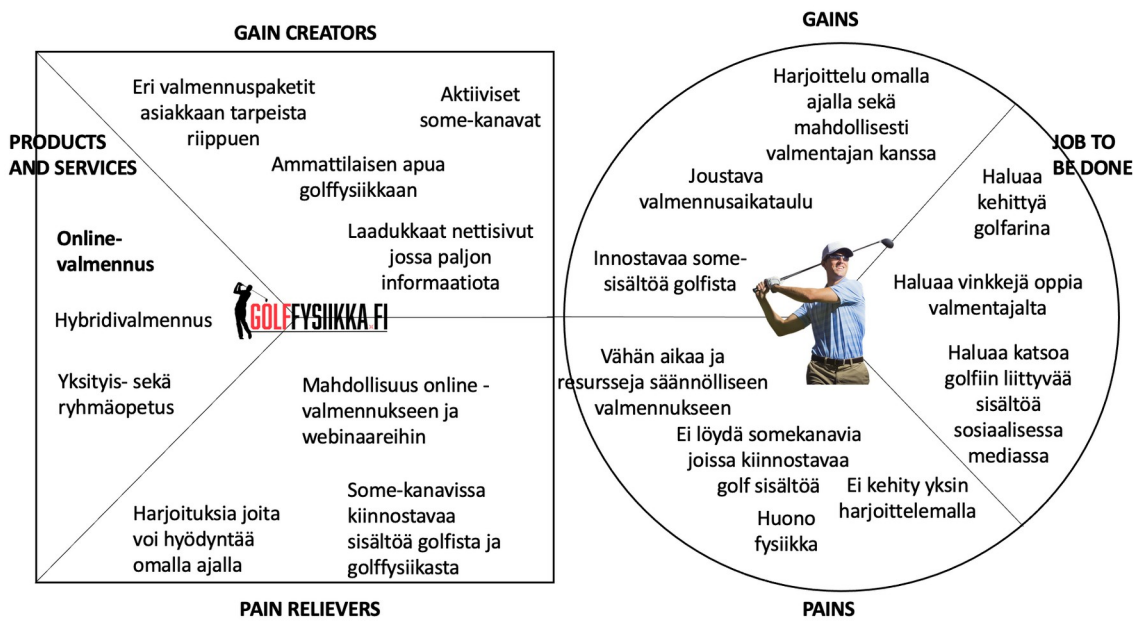 GAIN CREATORS
Eri valmennuspaketit
asiakkaan tarpeista
riippuen
Aktiiviset
some-kanavat
PRODUCTS
AND SERVICES
Ammattilaisen apua
golffysiikkaan
Online-
valmennus
Laadukkaat nettisivut
jossa paljon
informaatiota
Hybridivalmennus
GOLFFYSIIKKA.FI
Yksityis- sekä
ryhmäopetus
Mahdollisuus online -
valmennukseen ja
webinaareihin
Harjoituksia joita
voi hyödyntää
omalla ajalla
Some-kanavissa
kiinnostavaa
sisältöä golfista ja
golffysiikasta
PAIN RELIEVERS
GAINS
Harjoittelu omalla
ajalla sekä
mahdollisesti
valmentajan kanssa
JOB TO
BE DONE
Joustava
valmennusaikataulu
Haluaa
kehittyä
golfarina
Innostavaa some-
sisältöä golfista
Haluaa vinkkejä oppia
valmentajalta
Vähän aikaa ja
resursseja säännölliseen
valmennukseen
Haluaa katsoa
golfiin liittyvää
sisältöä
sosiaalisessa
mediassa
Ei löydä somekanavia
joissa kiinnostavaa
golf sisältöä
Ei kehity yksin
harjoittelemalla
Huono
fysiikka
PAINS